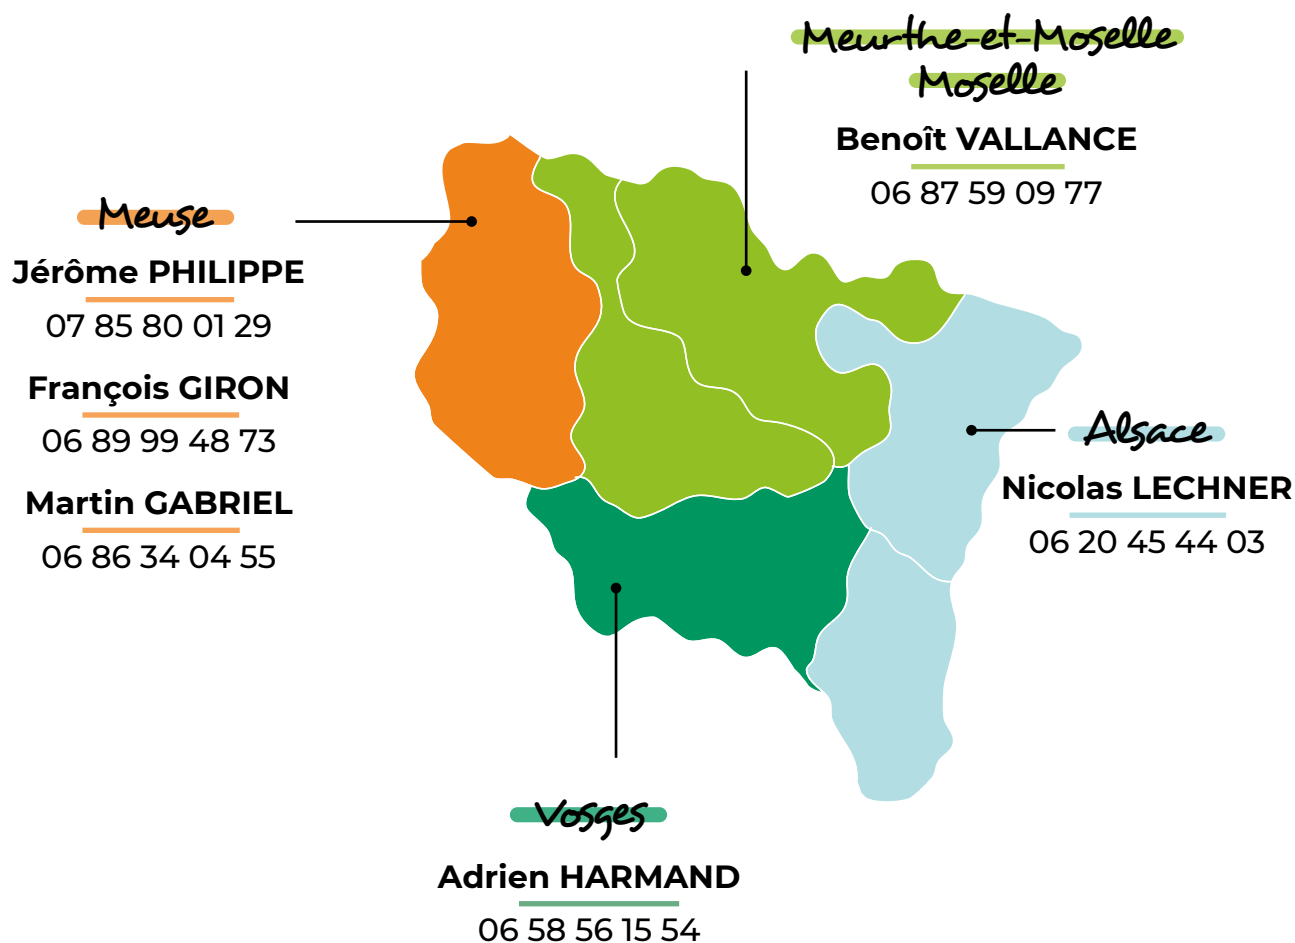 Meurthe-et-Moselle
Moselle
Benoît VALLANCE
06 87 59 09 77
Meuse
Jérôme PHILIPPE
07 85 80 01 29
François GIRON
06 89 99 48 73
Martin GABRIEL
06 86 34 04 55
Alsace
Nicolas LECHNER
06 20 45 44 03
Vosges
Adrien HARMAND
06 58 56 15 54